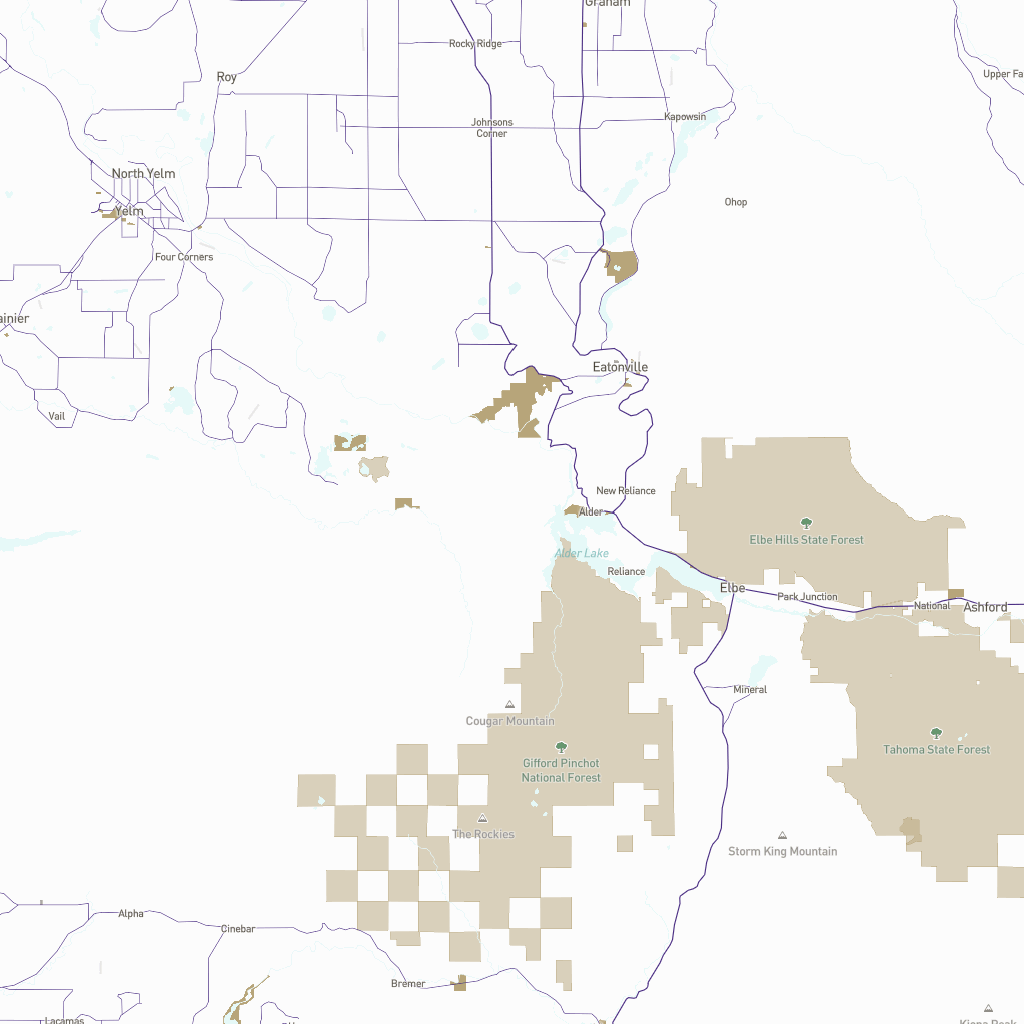 Graham
Rocky Ridge
Upper Fa
Roy
Kapowsin
Johnsons
Corner
North Yelm
Ohop
Yelm
Four Corners
ainier
Eatonville
Vail
New Reliance
Alder
Elbe Hills State Forest
Alder Lake
Reliance
Elbe
Park Junction
National
Ashford
Mineral
Cougar Mountain
Tahoma State Forest
Gifford Pinchot
National Forest
The Rockies
Storm King Mountain
Alpha
Cinebar
Bremer
Lacamas